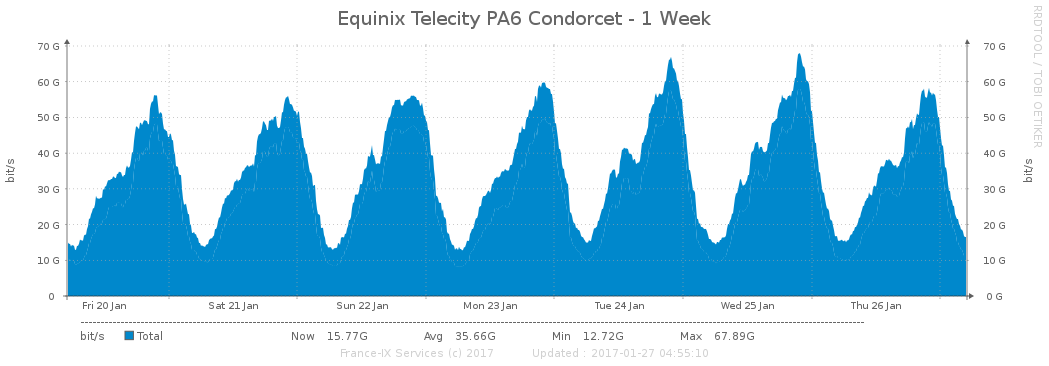 Equinix Telecity PA6 Condorcet - 1 Week
RRDTOOL / TOBI OETIKER
bit/s
bit/s
70 G 70 G
60 G 60 G
50 G 50 G
40 G 40 G
30 G 30 G
20 G 20 G
10 G 10 G
0 0 G
Fri 20 Jan Sat 21 Jan Sun 22 Jan Mon 23 Jan Tue 24 Jan Wed 25 Jan Thu 26 Jan
bit/s Total Now 15.77G Avg 35.66G Min 12.72G Max 67.89G
France-IX Services (c) 2017 Updated : 2017-01-27 04:55:10